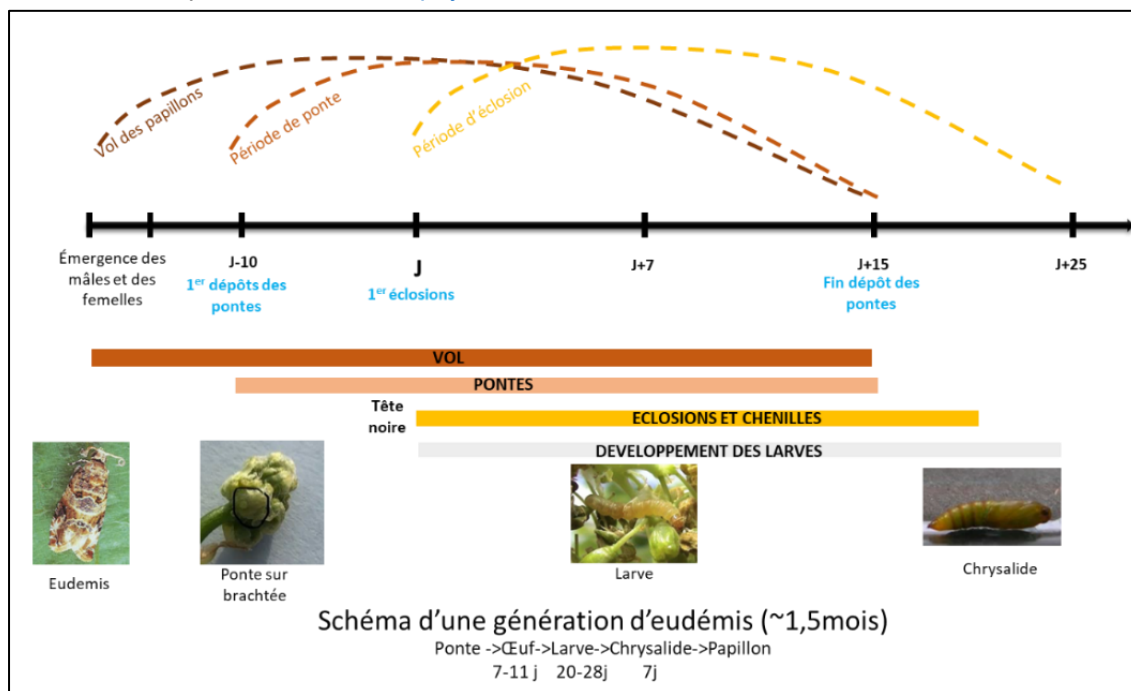 Vol des papillons
Période de ponte
Période d'éclosion
Émergence des
mâles et des
femelles
J-10
1er dépôts des
pontes
J
1er éclosions
J+7
J+15
Fin dépôt des
pontes
J+25
VOL
PONTES
Tête
noire
ECLOSIONS ET CHENILLES
DEVELOPPEMENT DES LARVES
Eudemis
Ponte sur
brachtée
Larve
Chrysalide
Schéma d'une génération d'eudémis (~1,5mois)
Ponte ->Œuf->Larve->Chrysalide->Papillon
7-11 j 20-28j 7j